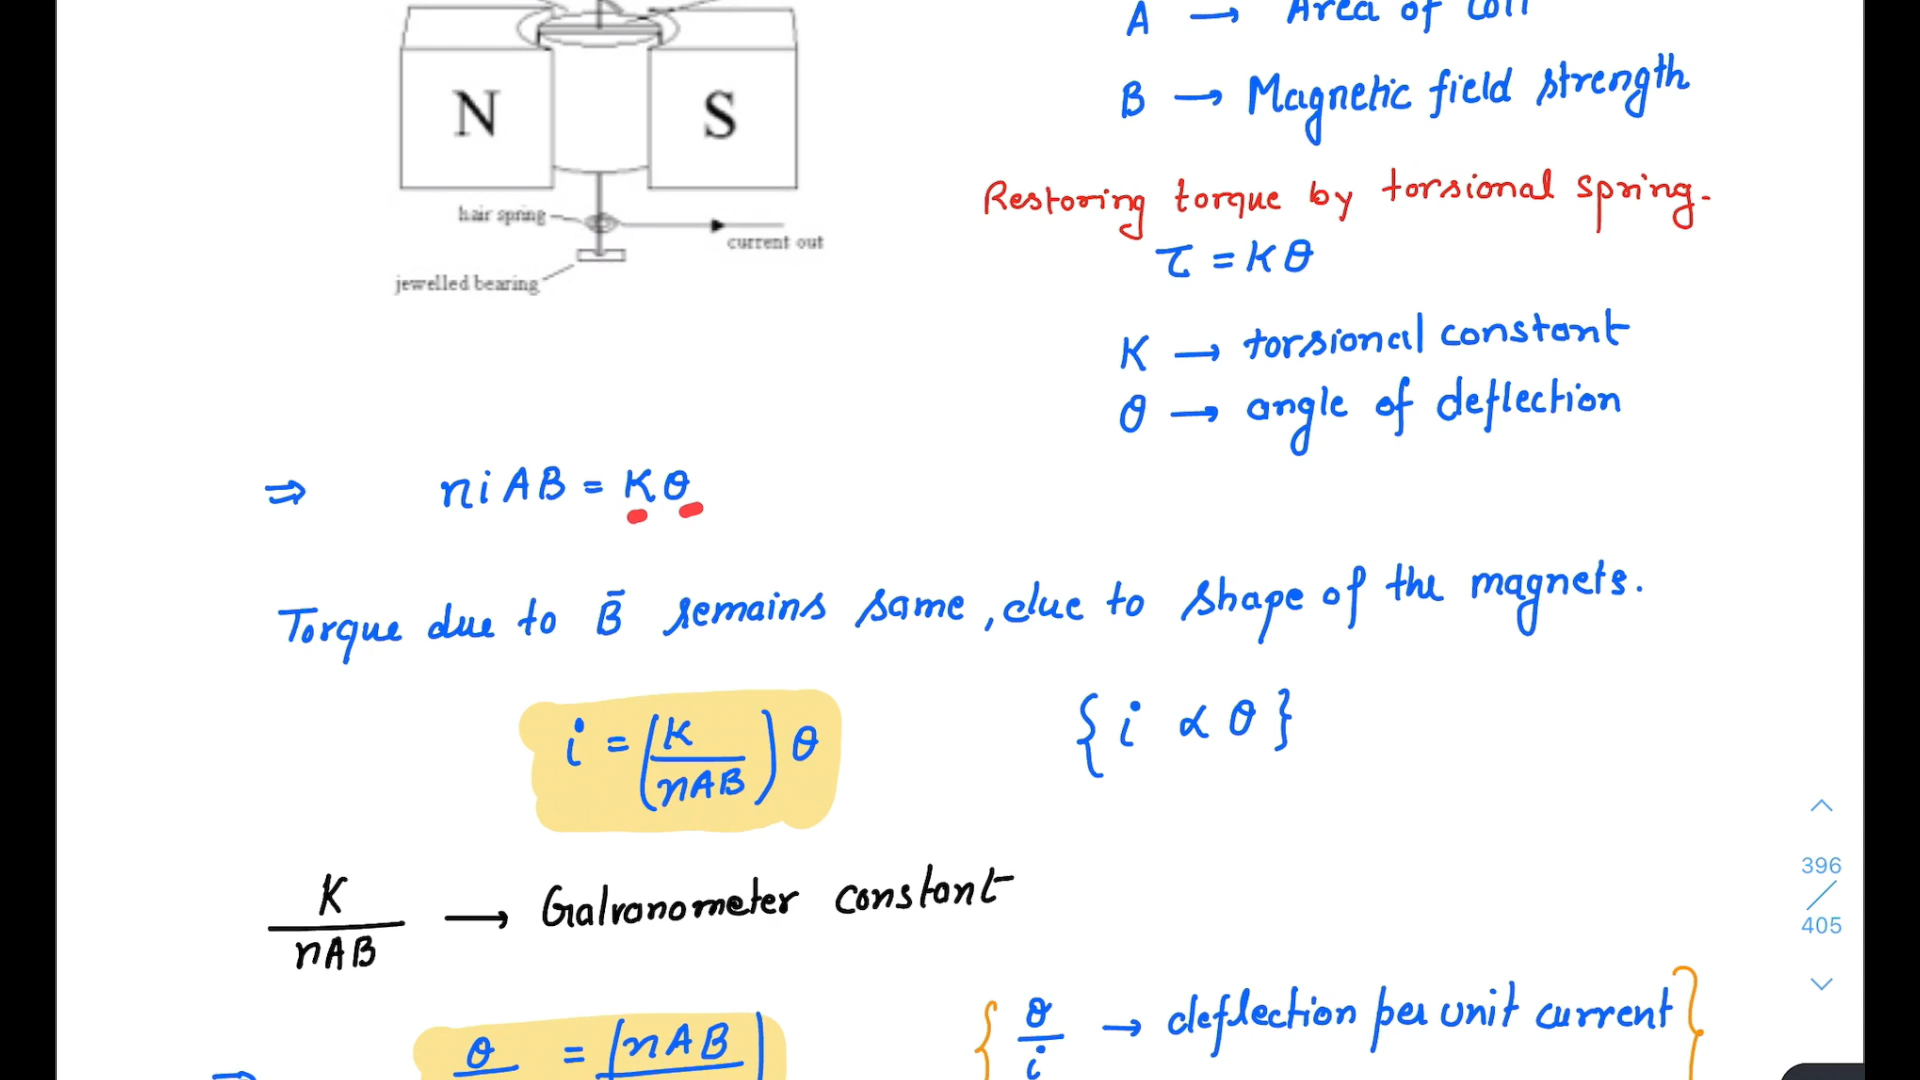 A → Area of coil
N S
B → Magnetic field strength
hair spring
current out
jewelled bearing
Restoring torque by torsional spring.
τ = Kθ
K → torsional constant
θ → angle of deflection
⇒ niAB = Kθ
Torque due to B̄ remains same, due to shape of the magnets.
i = (K/nAB) θ {i ∝ θ}
396
/
405
K/nAB → Galvanometer constant
⇒ θ = (nAB {θ/i → deflection per unit current}